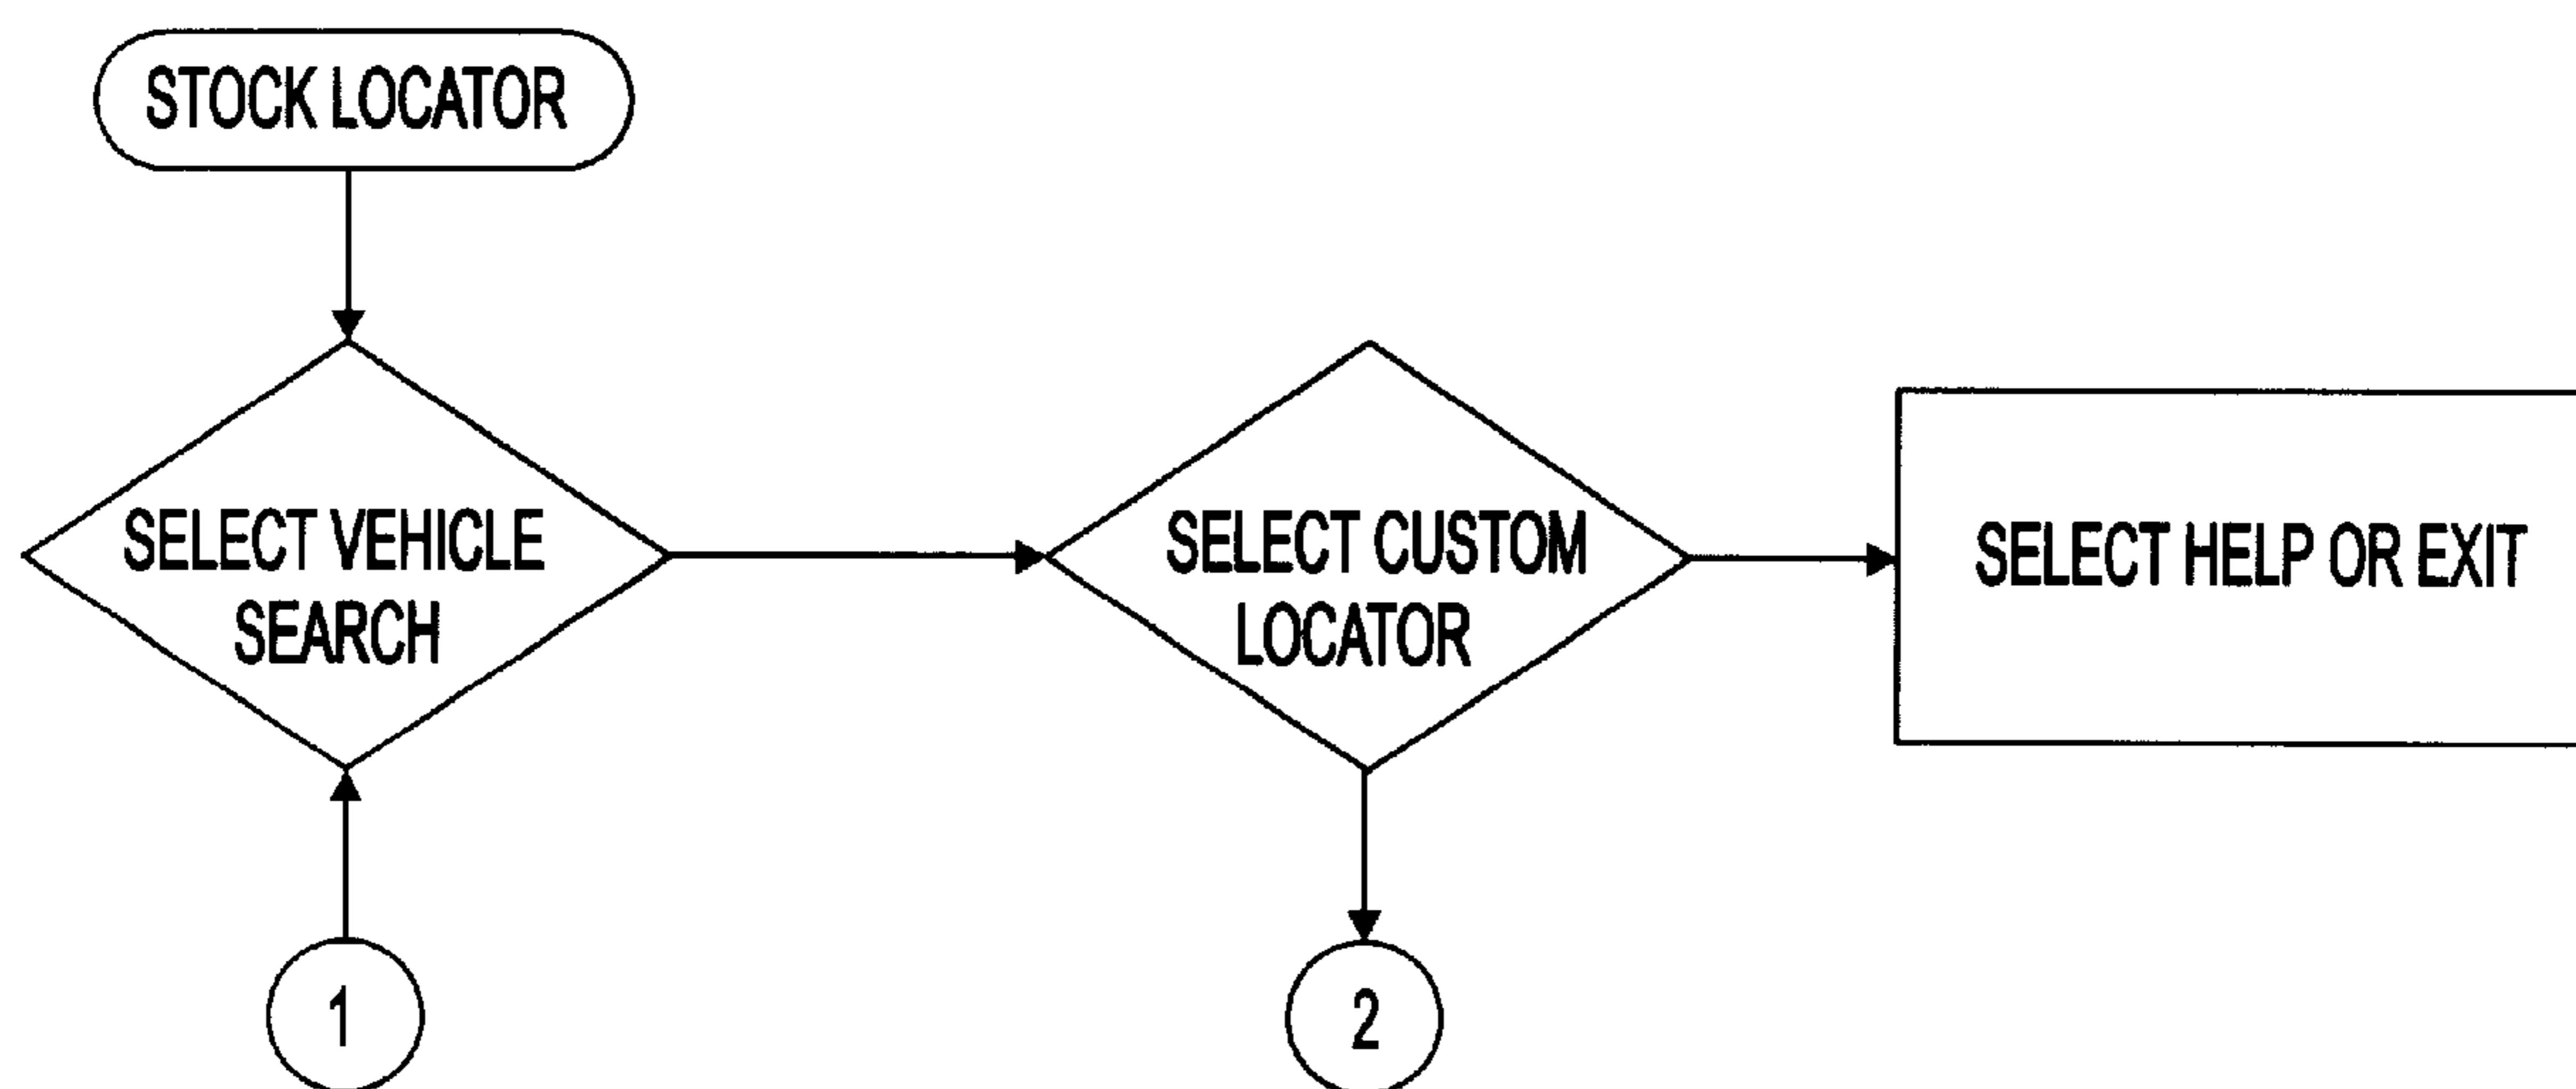 STOCK LOCATOR
SELECT VEHICLE
SEARCH
SELECT CUSTOM
LOCATOR
SELECT HELP OR EXIT
1
2